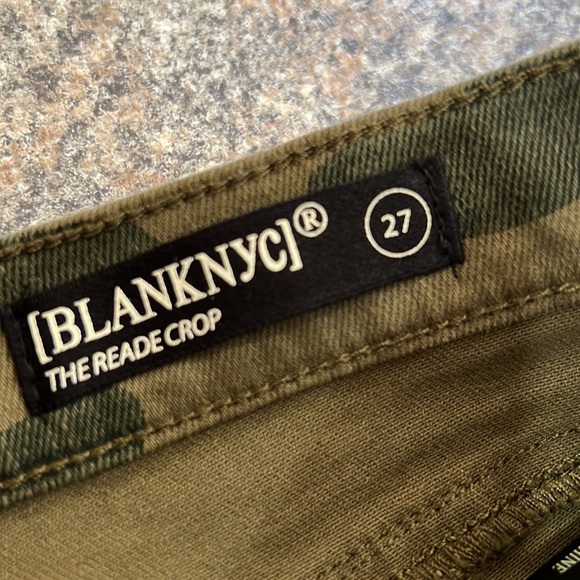 [BLANKNYC]®
THE READE CROP
27